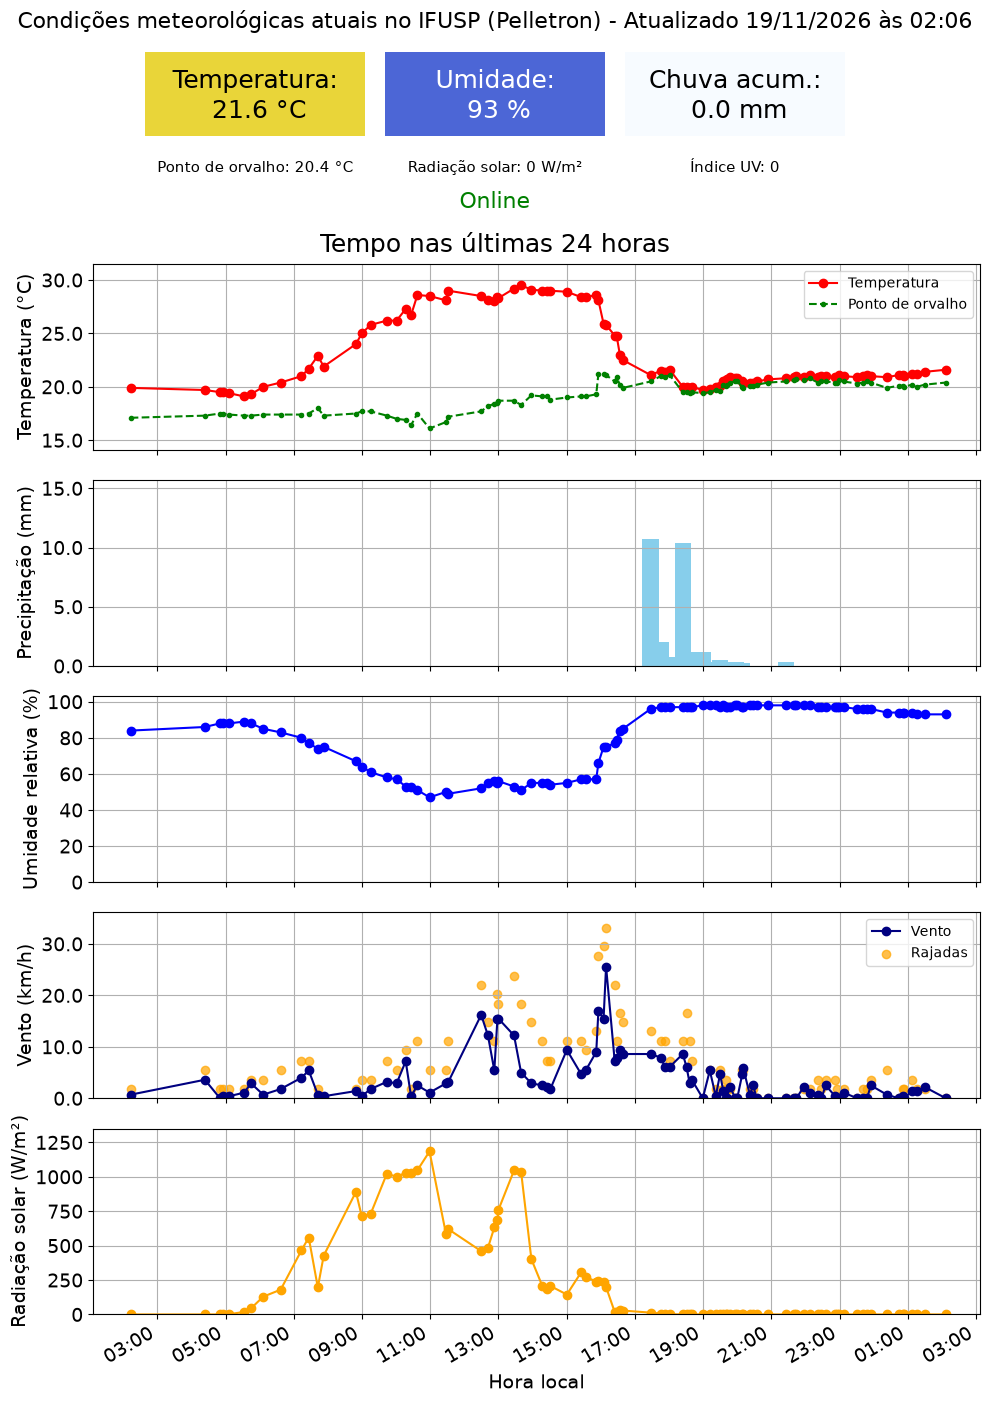 Condições meteorológicas atuais no IFUSP (Pelletron) - Atualizado 19/11/2026 às 02:06
Temperatura:
21.6 °C
Umidade:
93 %
Chuva acum.:
0.0 mm
Ponto de orvalho: 20.4 °C
Radiação solar: 0 W/m²
Índice UV: 0
Online
Tempo nas últimas 24 horas
Temperatura (°C)
30.0
25.0
20.0
15.0
Temperatura
Ponto de orvalho
Precipitação (mm)
15.0
10.0
5.0
0.0
Umidade relativa (%)
100
80
60
40
20
0
Vento (km/h)
30.0
20.0
10.0
0.0
Vento
Rajadas
Radiação solar (W/m²)
1250
1000
750
500
250
0
03:00 05:00 07:00 09:00 11:00 13:00 15:00 17:00 19:00 21:00 23:00 01:00 03:00
Hora local